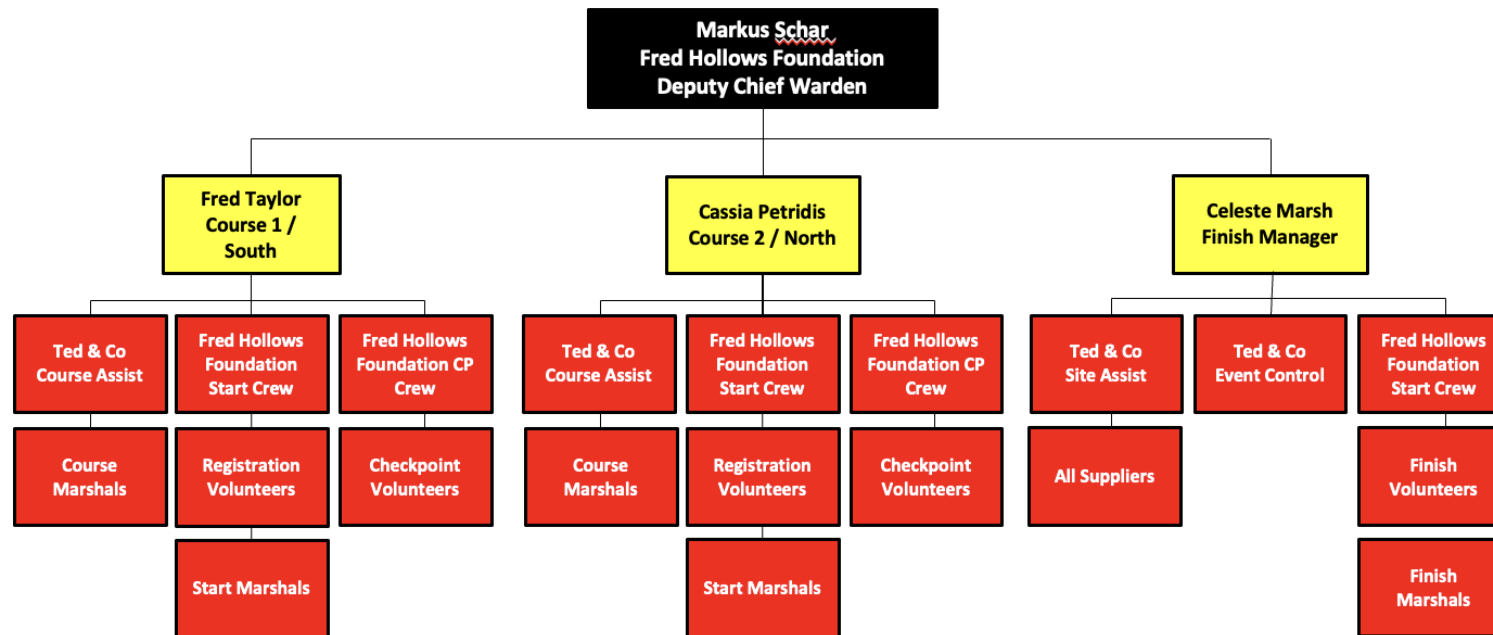 Markus Schar
Fred Hollows Foundation
Deputy Chief Warden
Fred Taylor
Course 1 /
South
Cassia Petridis
Course 2 / North
Celeste Marsh
Finish Manager
Ted & Co
Course Assist
Fred Hollows
Foundation
Start Crew
Fred Hollows
Foundation CP
Crew
Ted & Co
Course Assist
Fred Hollows
Foundation
Start Crew
Fred Hollows
Foundation CP
Crew
Ted & Co
Site Assist
Ted & Co
Event Control
Fred Hollows
Foundation
Start Crew
Course
Marshals
Registration
Volunteers
Checkpoint
Volunteers
Course
Marshals
Registration
Volunteers
Checkpoint
Volunteers
All Suppliers
Finish
Volunteers
Start Marshals
Start Marshals
Finish
Marshals